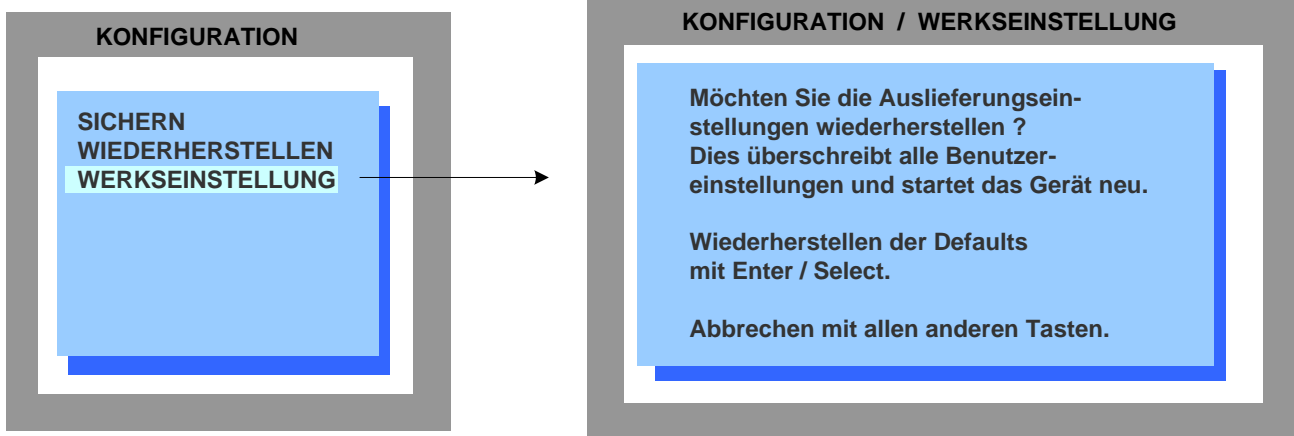 KONFIGURATION
SICHERN
WIEDERHERSTELLEN
WERKSEINSTELLUNG
KONFIGURATION / WERKSEINSTELLUNG
Möchten Sie die Auslieferungsein-
stellungen wiederherstellen ?
Dies überschreibt alle Benutzer-
einstellungen und startet das Gerät neu.
Wiederherstellen der Defaults
mit Enter / Select.
Abbrechen mit allen anderen Tasten.